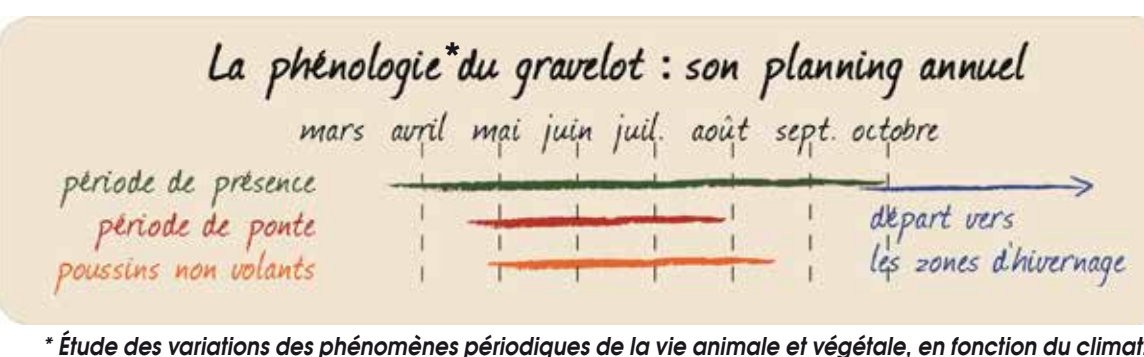 La phénologie* du gravelot : son planning annuel
mars avril mai juin juil. août sept. octobre
période de présence
période de ponte
poussins non volants
départ vers
les zones d'hivernage
* Étude des variations des phénomènes périodiques de la vie animale et végétale, en fonction du climat